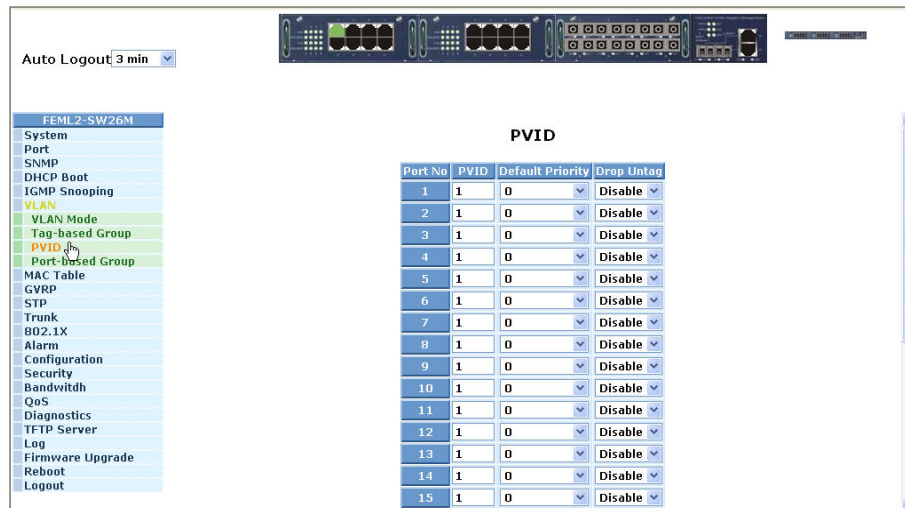 Auto Logout 3 min
FEML2-SW26M
System
Port
SNMP
DHCP Boot
IGMP Snooping
VLAN
VLAN Mode
Tag-based Group
PVID
Port-based Group
MAC Table
GVRP
STP
Trunk
802.1X
Alarm
Configuration
Security
Bandwitdh
QoS
Diagnostics
TFTP Server
Log
Firmware Upgrade
Reboot
Logout
PVID
Port No PVID Default Priority Drop Untag
1 1 0 Disable
2 1 0 Disable
3 1 0 Disable
4 1 0 Disable
5 1 0 Disable
6 1 0 Disable
7 1 0 Disable
8 1 0 Disable
9 1 0 Disable
10 1 0 Disable
11 1 0 Disable
12 1 0 Disable
13 1 0 Disable
14 1 0 Disable
15 1 0 Disable